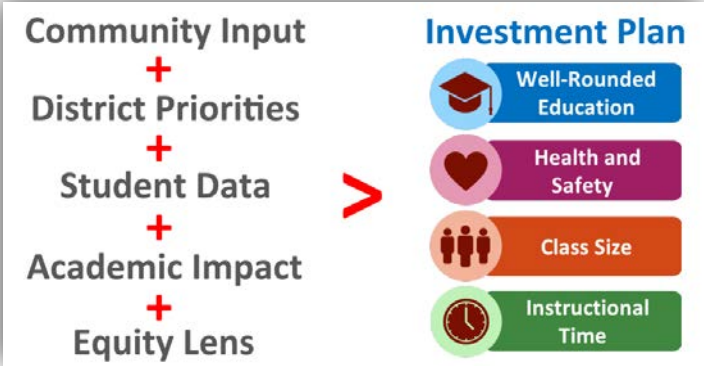 Community Input
+
District Priorities
+
Student Data
+
Academic Impact
+
Equity Lens
>
Investment Plan
Well-Rounded
Education
Health and
Safety
Class Size
Instructional
Time